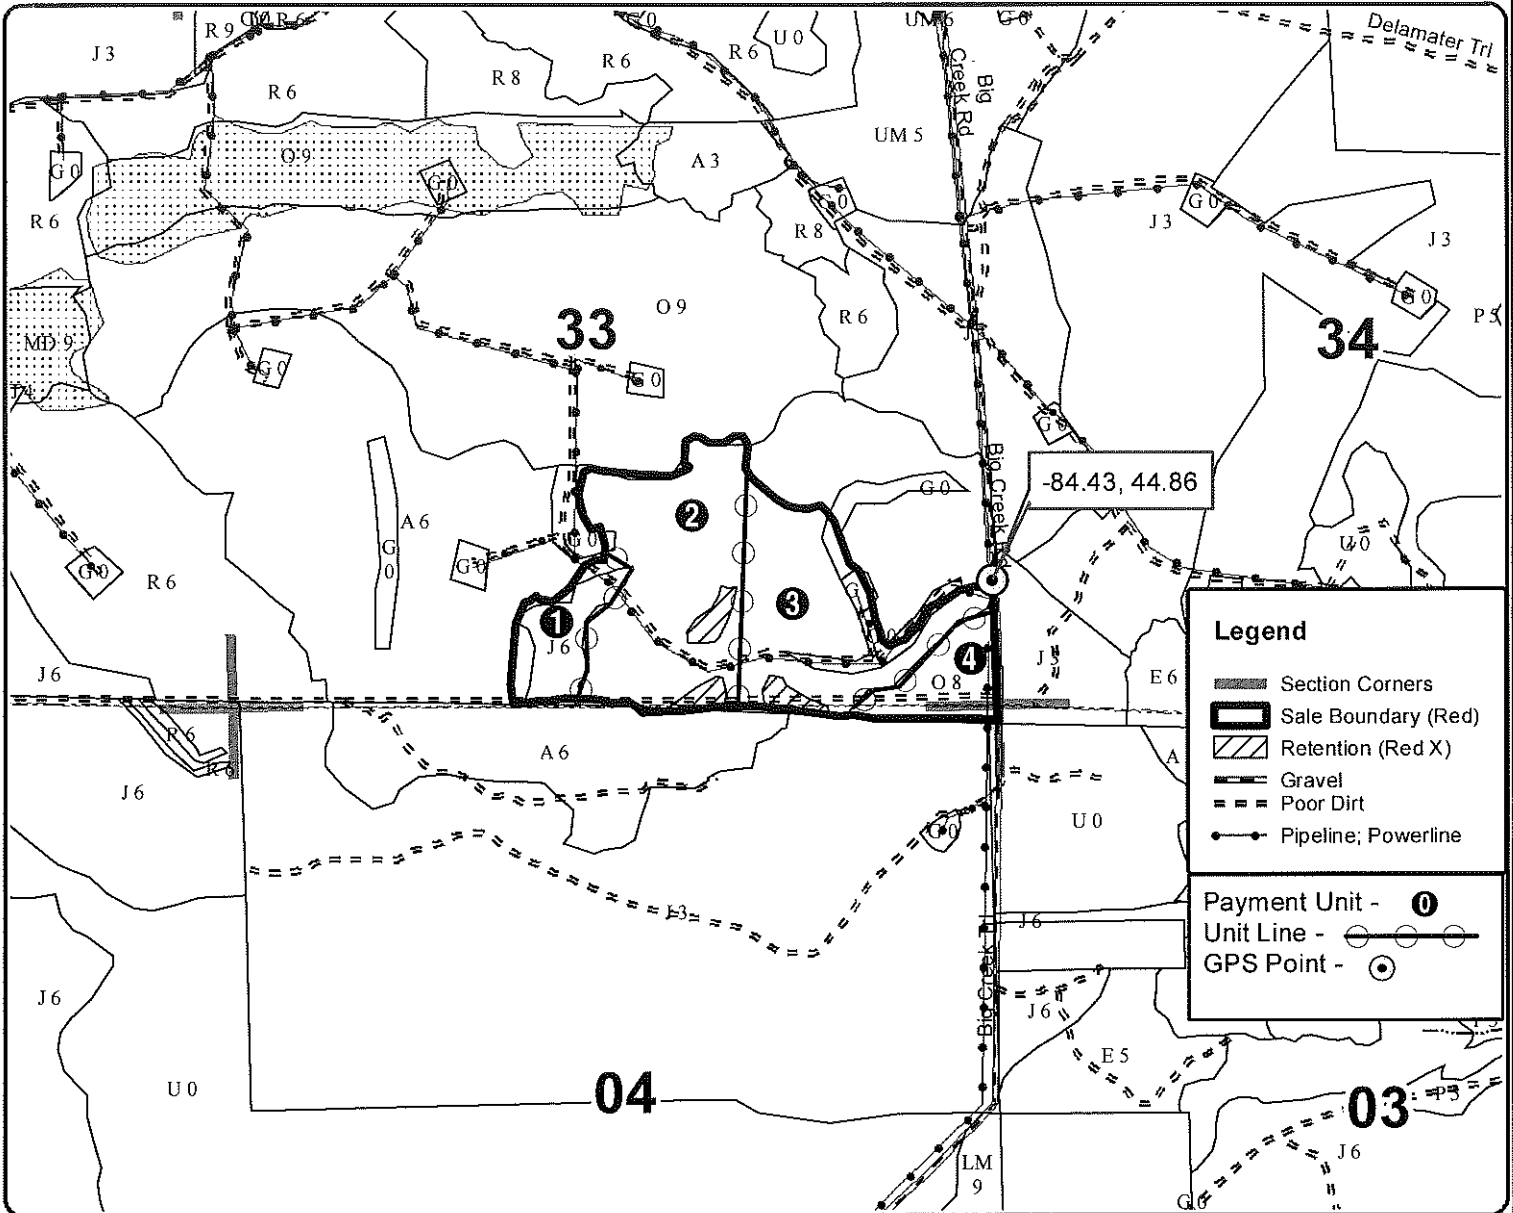 J 3
R 9
R 6
G 0
UM 6
G 0
Delamater Trl
R 6
R 8
R 6
R 6
U 0
Big
Creek Rd
UM 5
O 9
G 0
G 0
A 3
R 6
R 8
G 0
J 3
J 3
R 6
O 9
33
34
P 5
MD 9
G 0
G 0
G 0
G 0
Big Creek
-84.43, 44.86
G 0
A 6
G
0
2
U 0
G 0
R 6
G 0
3
1
J 6
4
J 6
O 8
E 6
R 6
R 6
A 6
A
J 6
U 0
G 0
J 3
J 6
Big Creek Trl
J 6
J 6
E 5
U 0
04
03
P 5
J 6
LM
9
G 0
Legend
Section Corners
Sale Boundary (Red)
Retention (Red X)
Gravel
Poor Dirt
Pipeline; Powerline
Payment Unit - 0
Unit Line -
GPS Point -